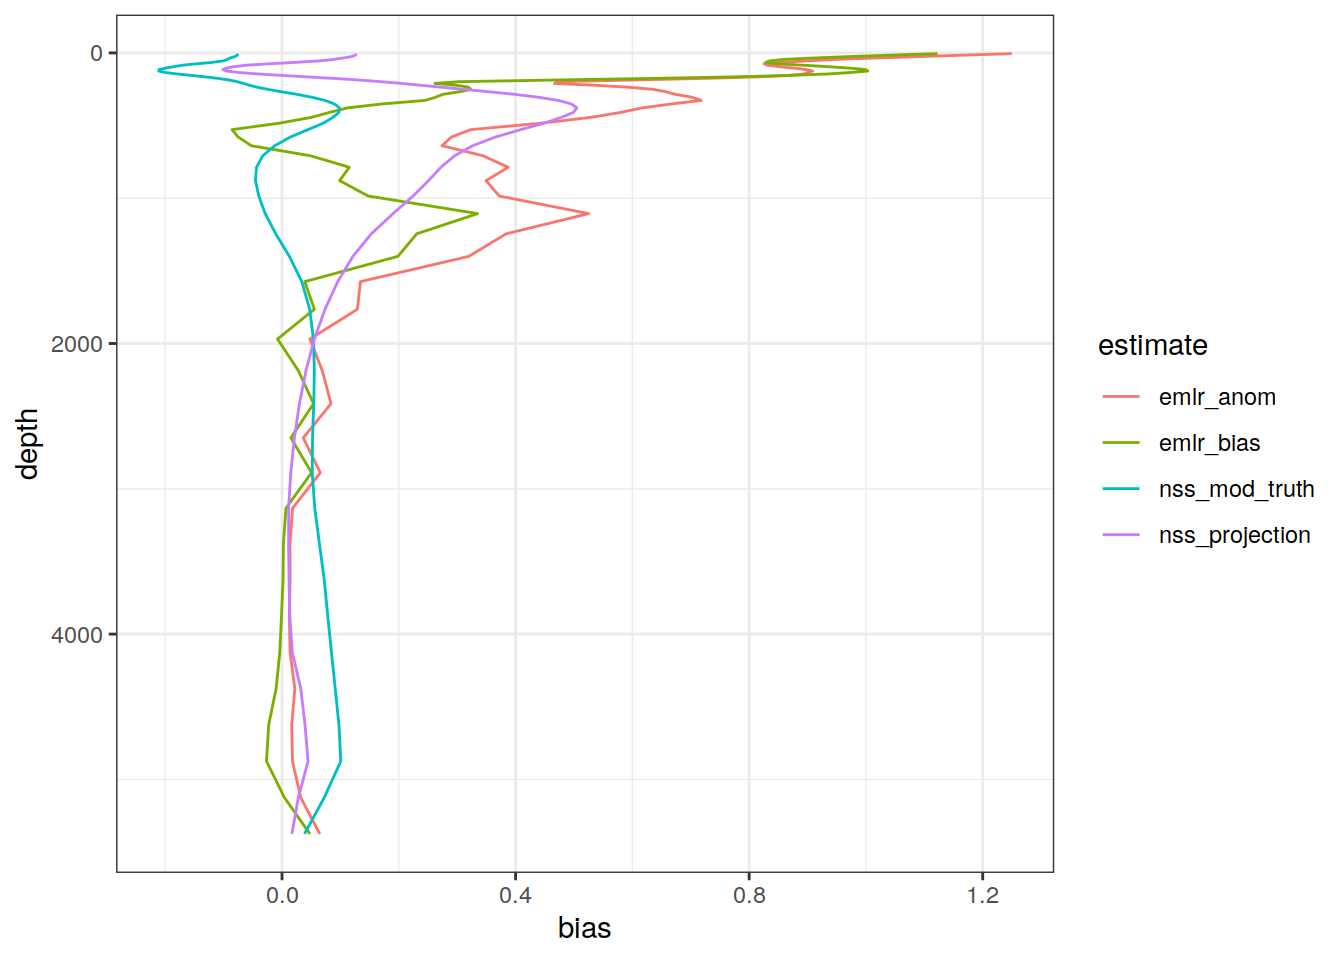 0
2000
4000
depth
0.0
0.4
0.8
1.2
bias
estimate
emlr_anom
emlr_bias
nss_mod_truth
nss_projection